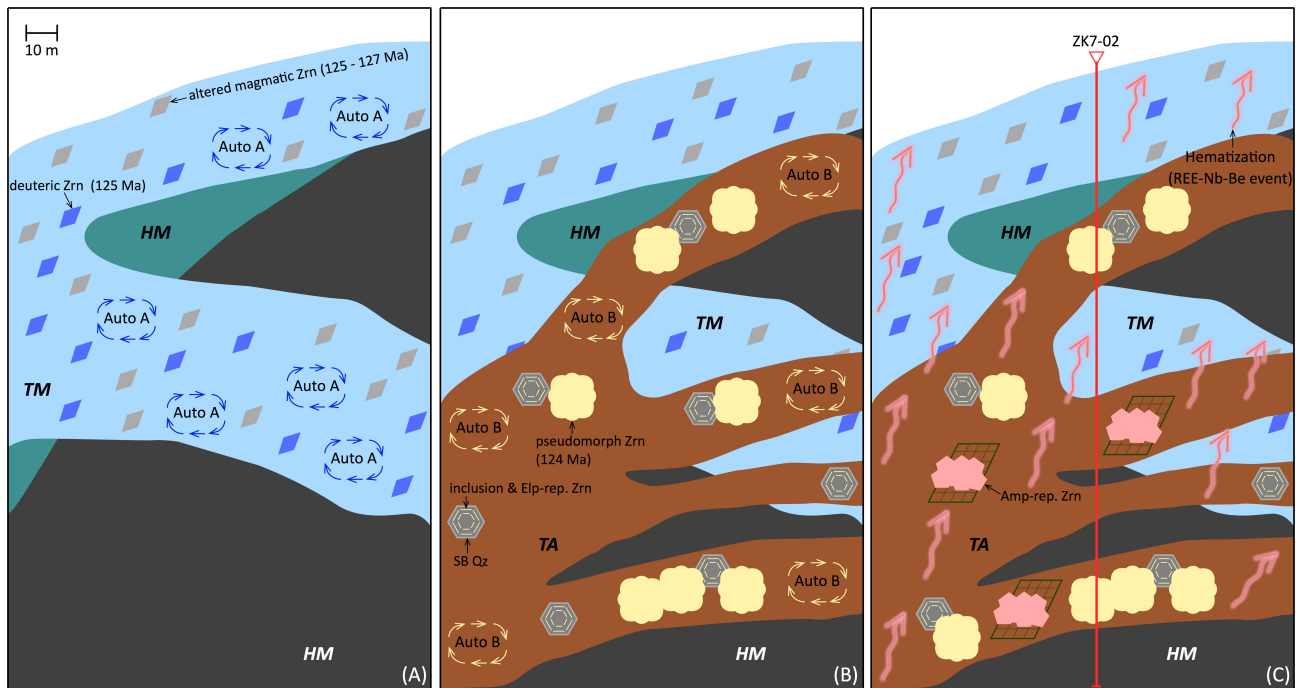 10 m
altered magmatic Zrn (125 - 127 Ma)
Auto A
Auto A
deuteric Zrn (125 Ma)
HM
Auto A
TM
Auto A
Auto A
Auto A
HM
(A)
Auto B
HM
Auto B
TM
Auto B
Auto B
pseudomorph Zrn
(124 Ma)
inclusion & Elp-rep. Zrn
SB Qz
TA
Auto B
Auto B
HM
(B)
ZK7-02
Hematization
(REE-Nb-Be event)
HM
TM
Amp-rep. Zrn
TA
HM
(C)